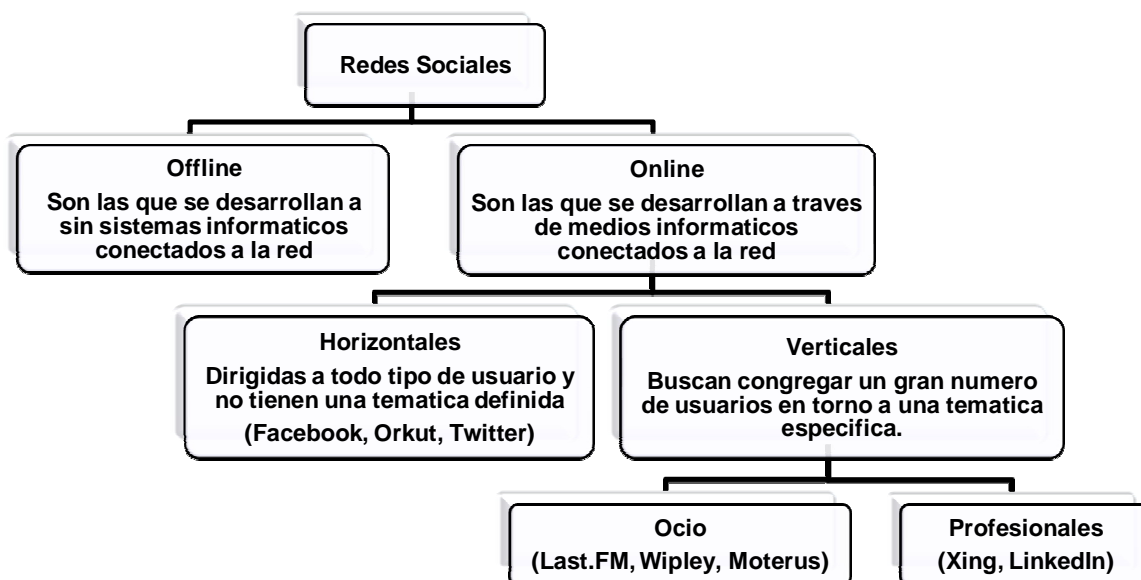 Redes Sociales
Offline
Son las que se desarrollan a
sin sistemas informaticos
conectados a la red
Online
Son las que se desarrollan a traves
de medios informaticos
conectados a la red
Horizontales
Dirigidas a todo tipo de usuario y
no tienen una tematica definida
(Facebook, Orkut, Twitter)
Verticales
Buscan congregar un gran numero
de usuarios en torno a una tematica
especifica.
Ocio
(Last.FM, Wipley, Moterus)
Profesionales
(Xing, LinkedIn)